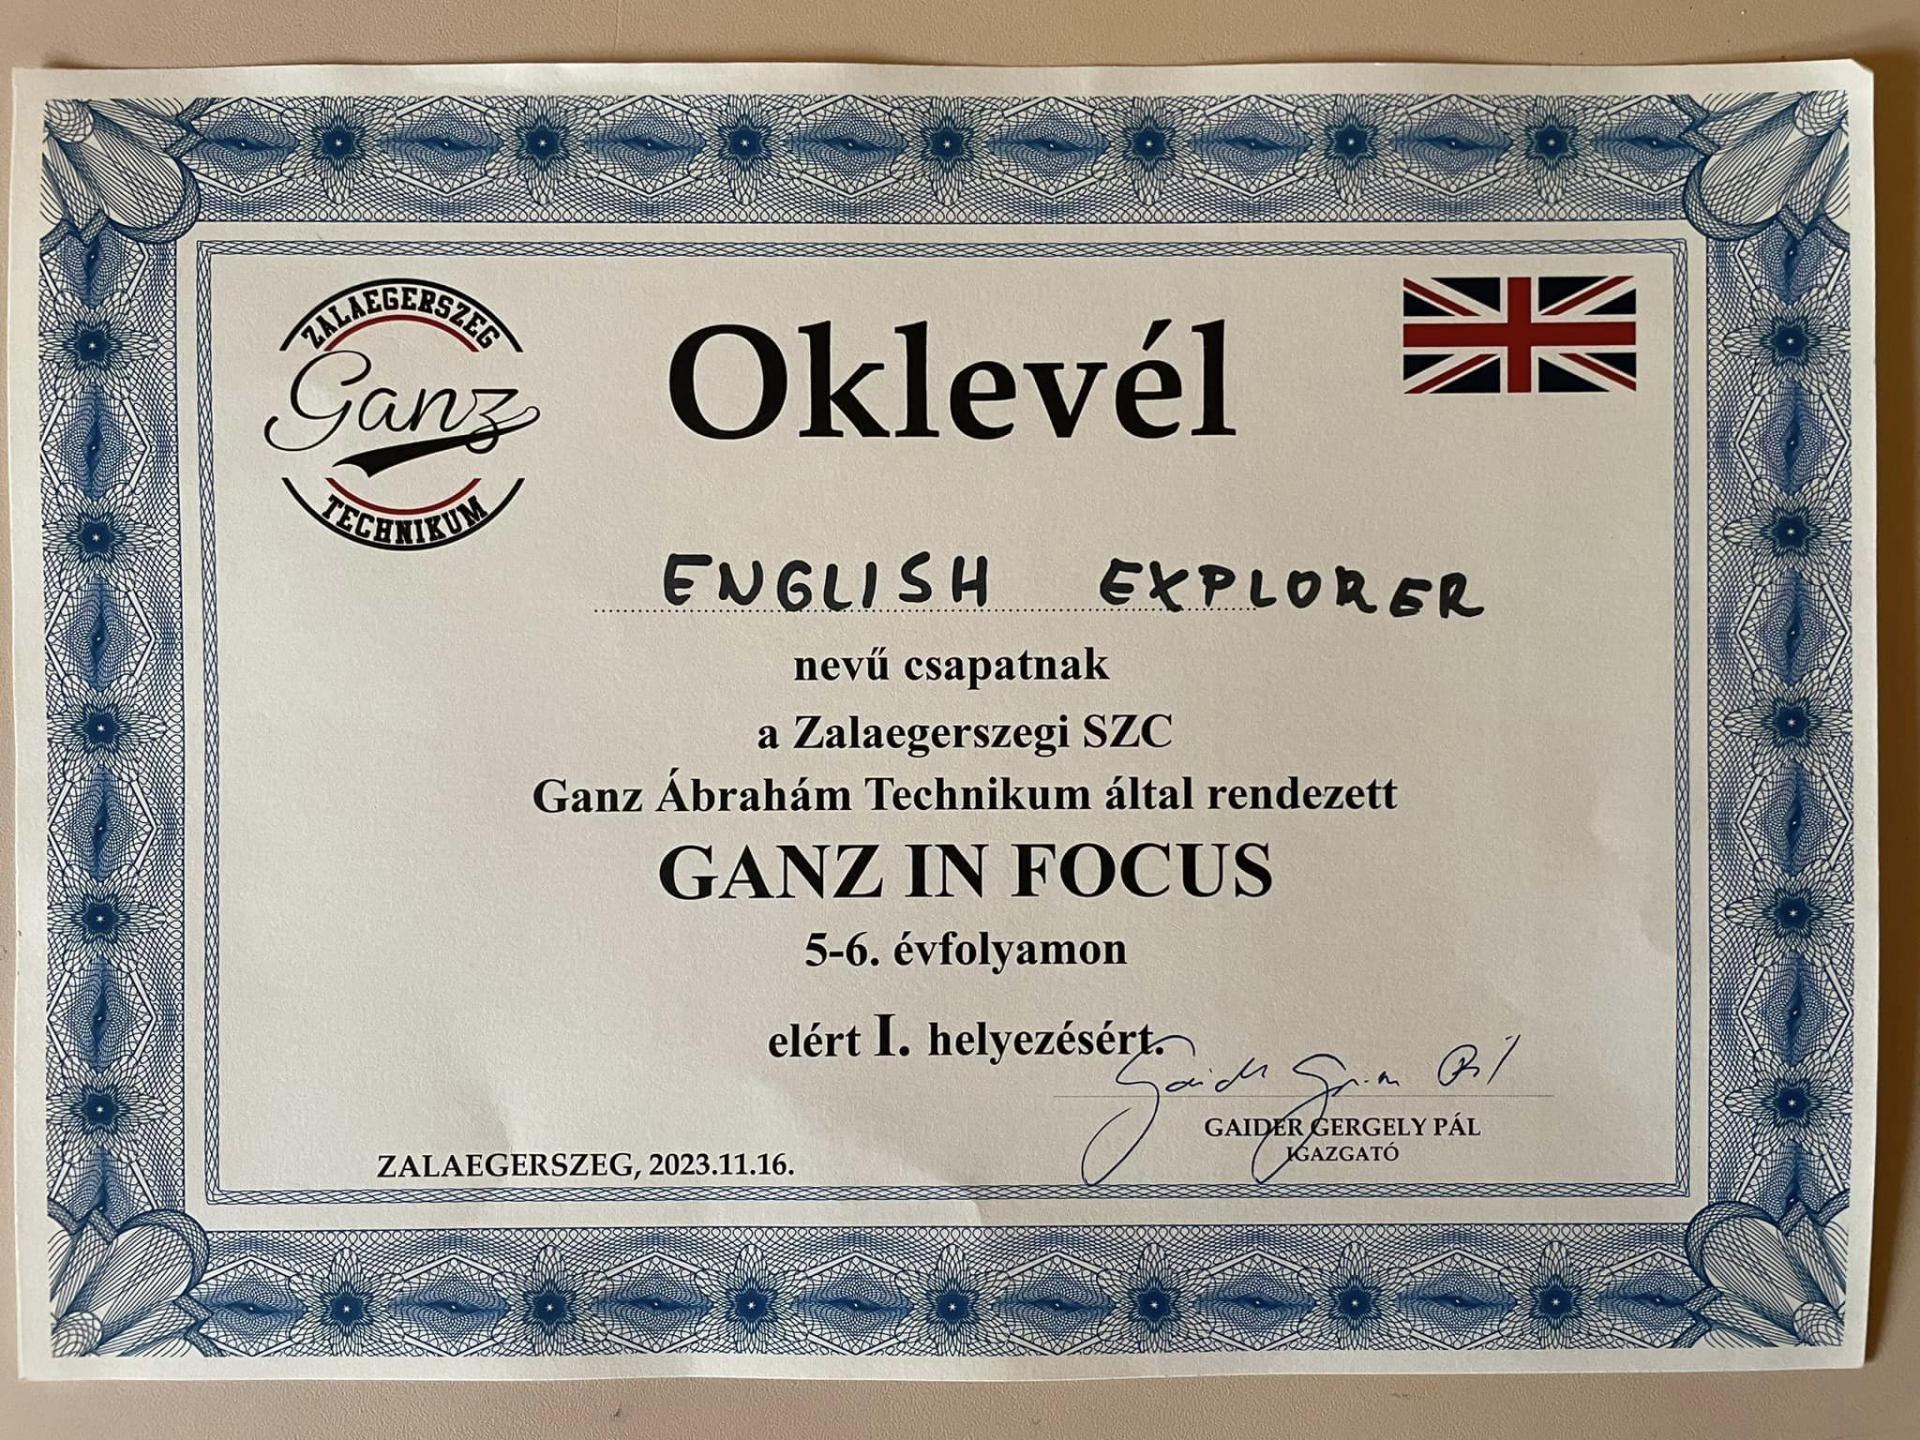 ZALAEGERSZEG
Ganz
TECHNIKUM
Oklevél
ENGLISH EXPLORER
nevű csapatnak
a Zalaegerszegi SZC
Ganz Ábrahám Technikum által rendezett
GANZ IN FOCUS
5-6. évfolyamon
elért I. helyezésért.
GAIDER GERGELY PÁL
IGAZGATÓ
ZALAEGERSZEG, 2023.11.16.